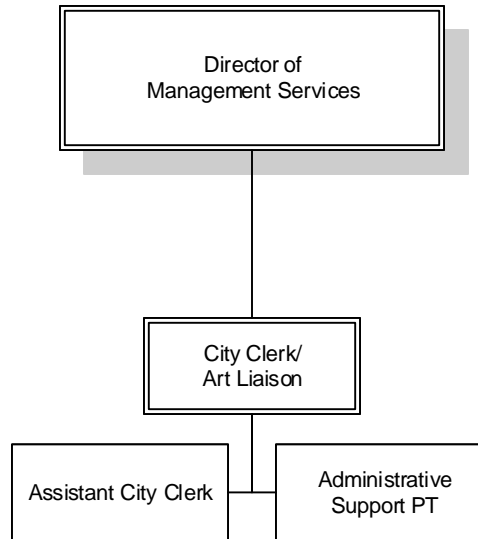 Director of
Management Services
City Clerk/
Art Liaison
Assistant City Clerk
Administrative
Support PT